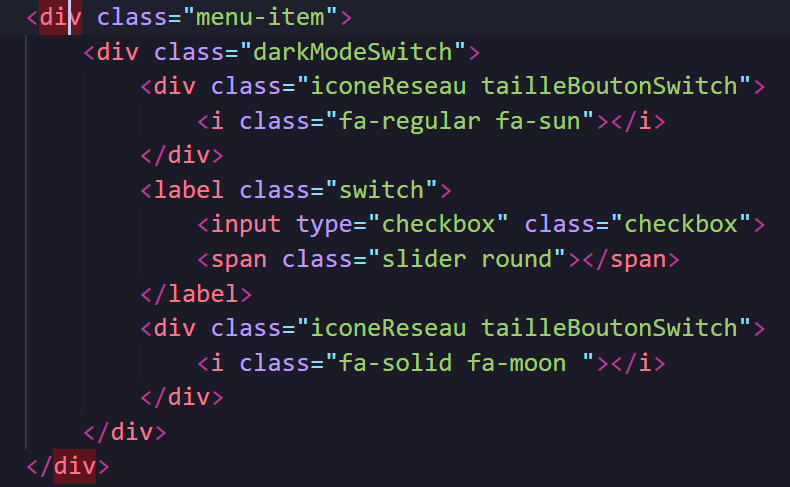 <div class="menu-item">
<div class="darkModeSwitch">
<div class="iconeReseau tailleBoutonSwitch">
<i class="fa-regular fa-sun"></i>
</div>
<label class="switch">
<input type="checkbox" class="checkbox">
<span class="slider round"></span>
</label>
<div class="iconeReseau tailleBoutonSwitch">
<i class="fa-solid fa-moon "></i>
</div>
</div>
</div>